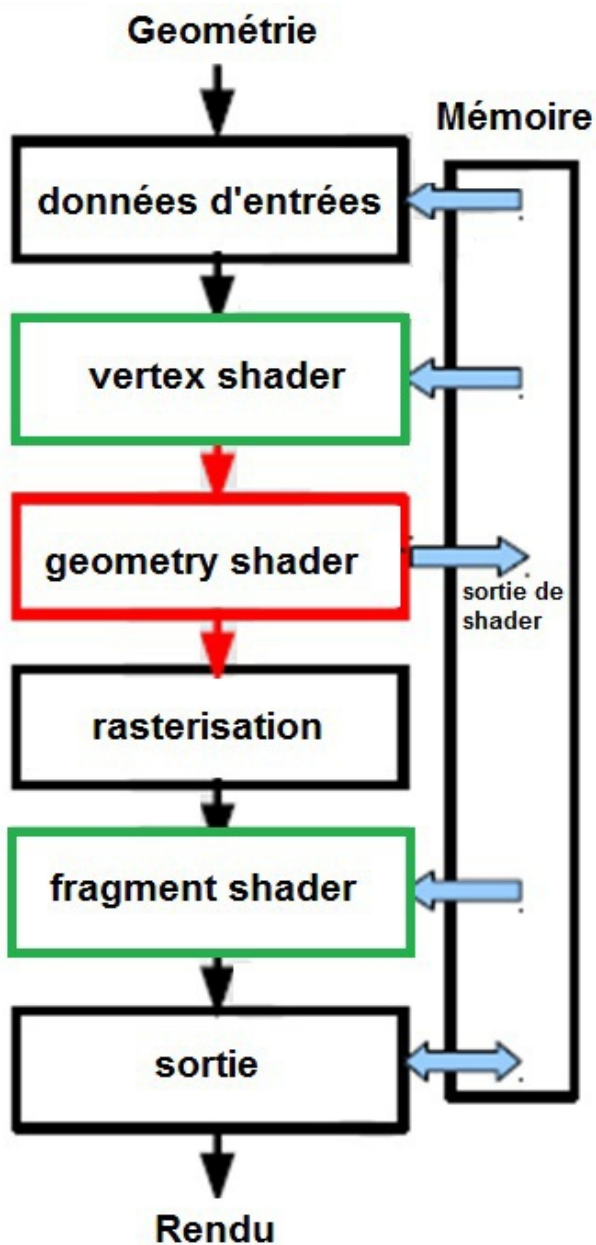 Geométrie
Mémoire
données d'entrées
vertex shader
geometry shader
sortie de
shader
rasterisation
fragment shader
sortie
Rendu